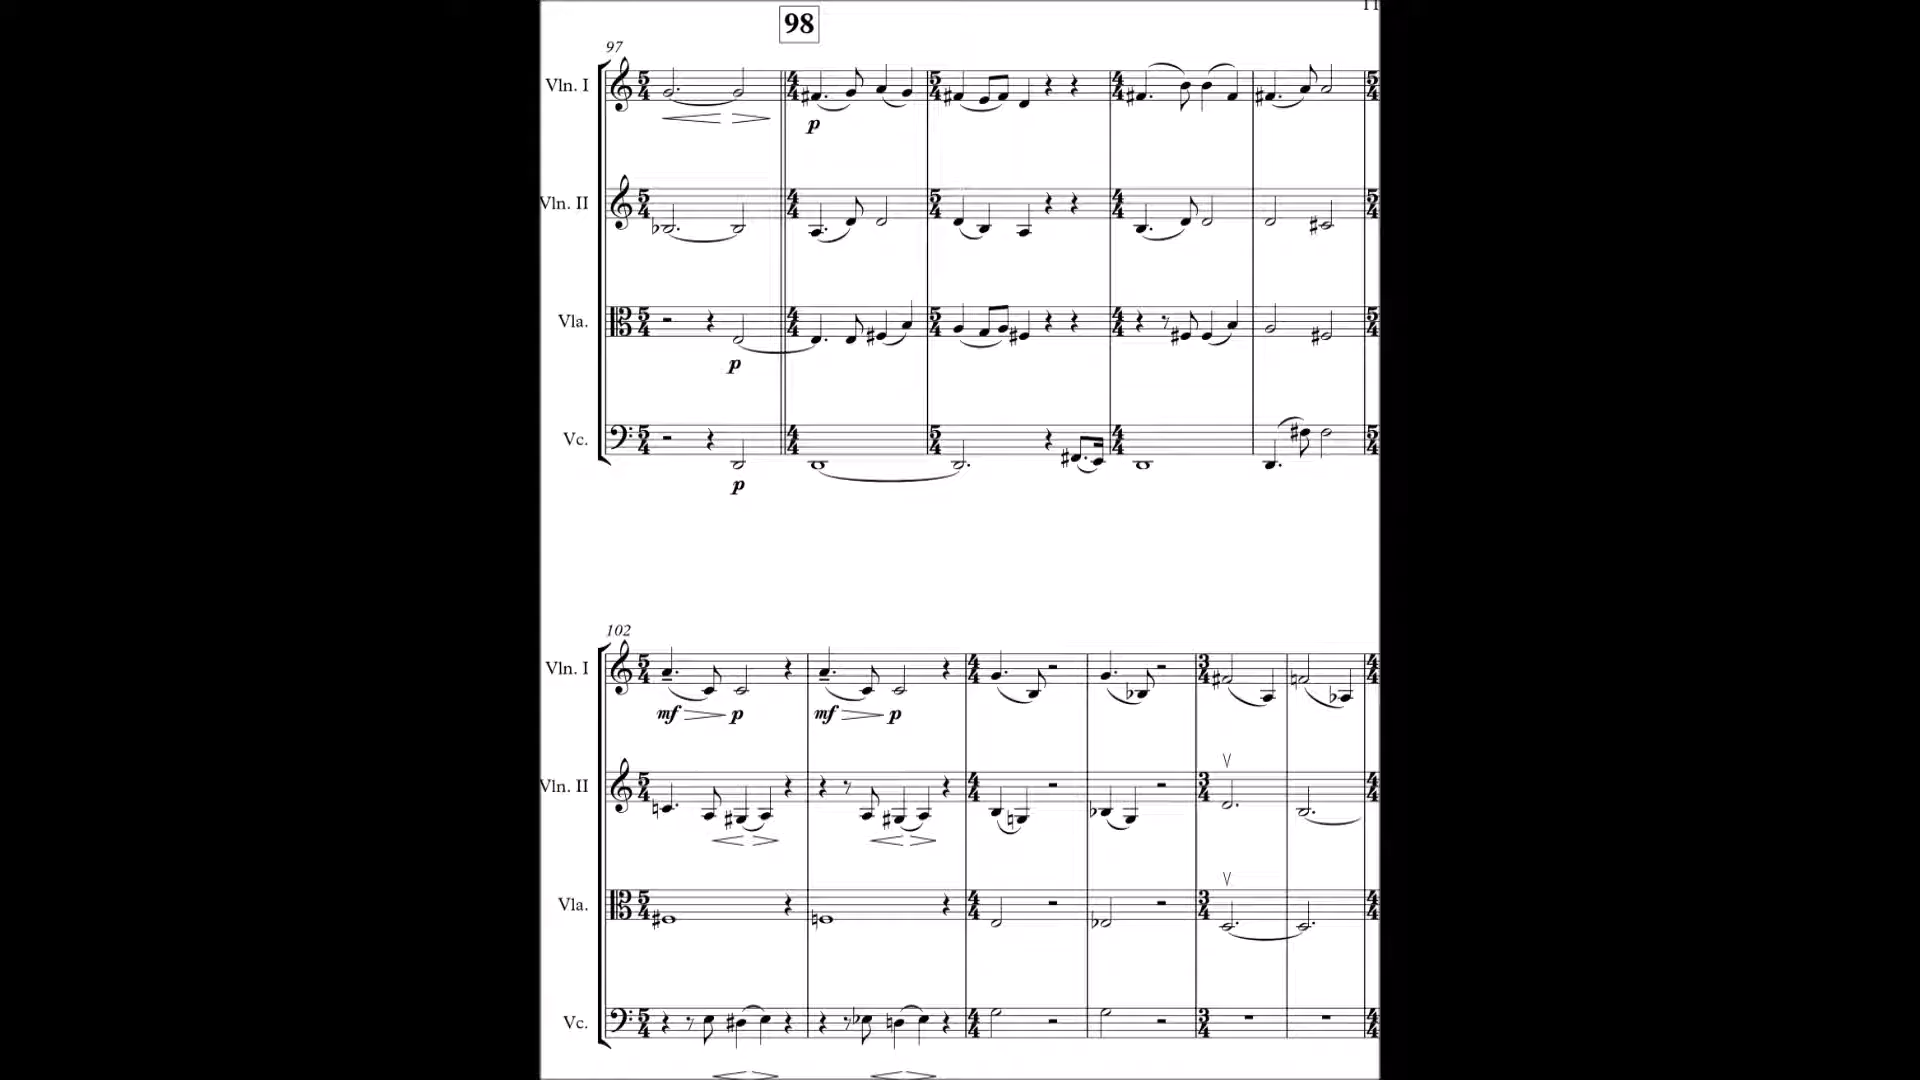 11
98
97
Vln. I
p
Vln. II
Vla.
p
Vc.
p
102
Vln. I
mf p mf p
Vln. II
Vla.
Vc.